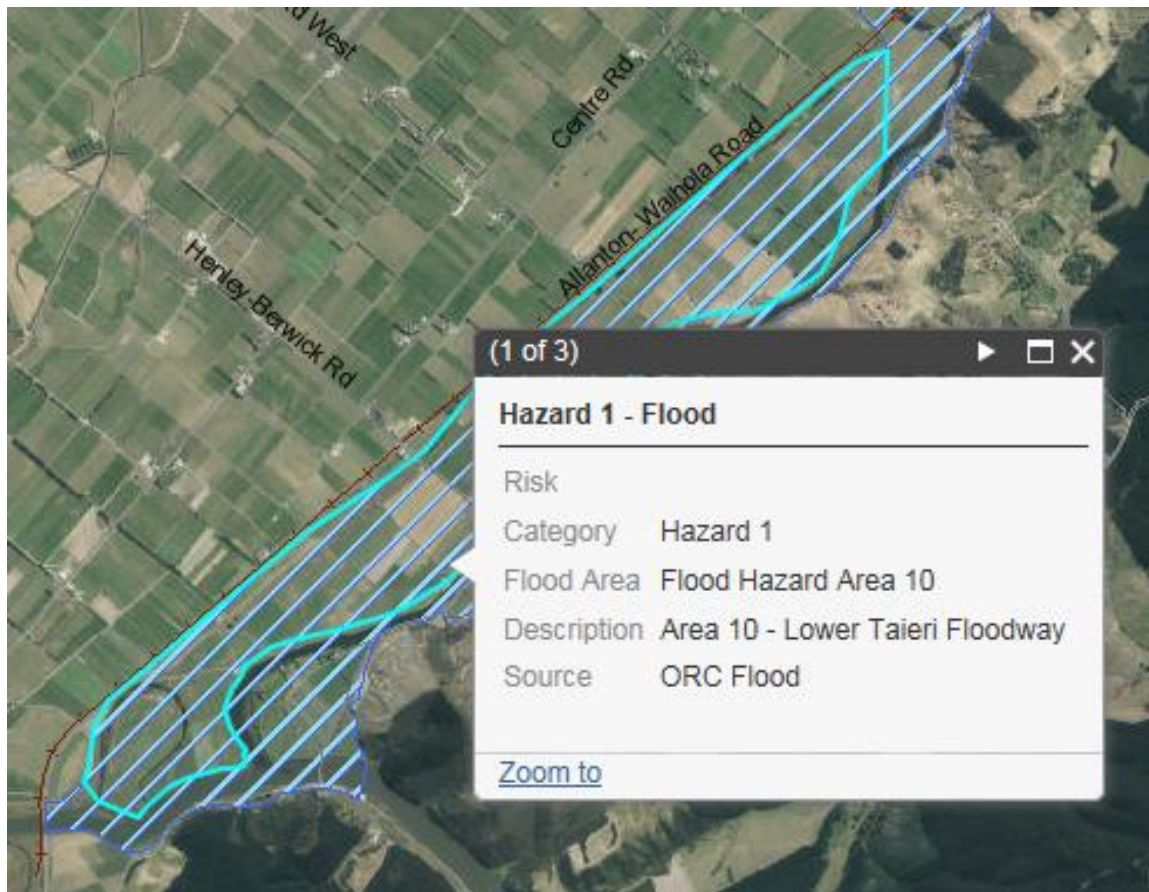 rd West
Centre Rd
Allanton-Waihola Road
Henley-Berwick Rd
(1 of 3)
Hazard 1 - Flood
Risk
Category Hazard 1
Flood Area Flood Hazard Area 10
Description Area 10 - Lower Taieri Floodway
Source ORC Flood
Zoom to